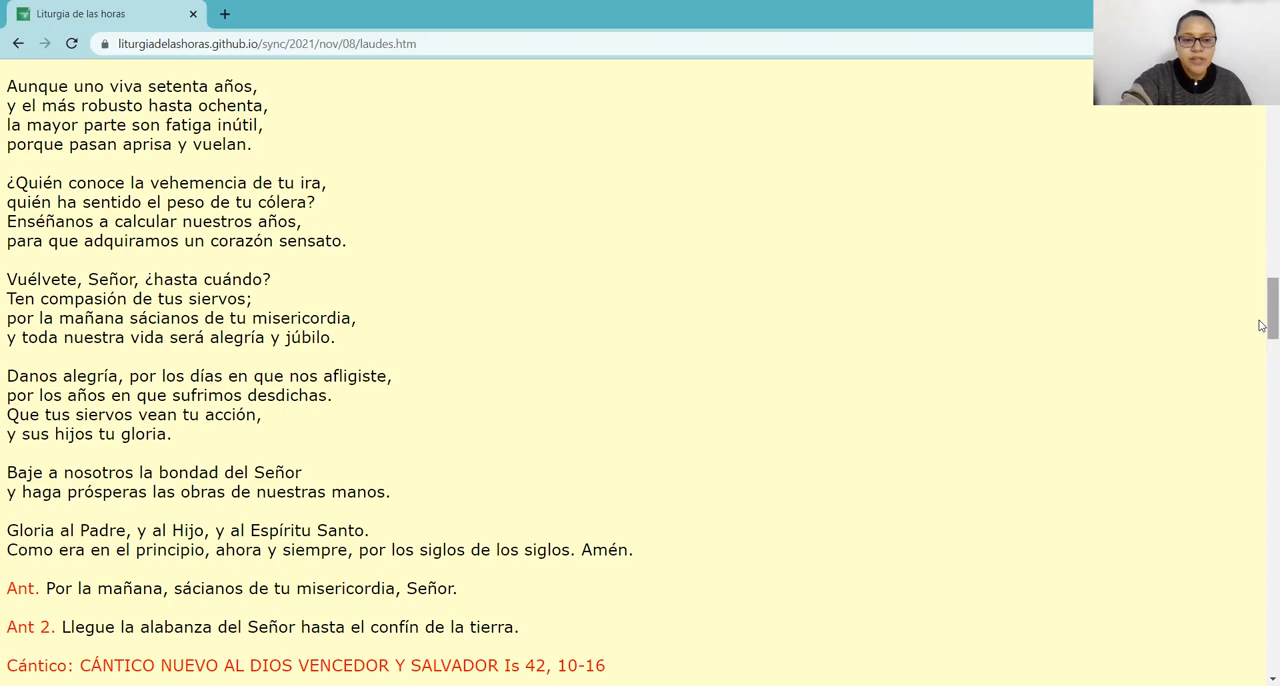 Liturgia de las horas
liturgiadelashoras.github.io/sync/2021/nov/08/laudes.htm
Aunque uno viva setenta años,
y el más robusto hasta ochenta,
la mayor parte son fatiga inútil,
porque pasan aprisa y vuelan.
¿Quién conoce la vehemencia de tu ira,
quién ha sentido el peso de tu cólera?
Enséñanos a calcular nuestros años,
para que adquiramos un corazón sensato.
Vuélvete, Señor, ¿hasta cuándo?
Ten compasión de tus siervos;
por la mañana sácianos de tu misericordia,
y toda nuestra vida será alegría y júbilo.
Danos alegría, por los días en que nos afligiste,
por los años en que sufrimos desdichas.
Que tus siervos vean tu acción,
y sus hijos tu gloria.
Baje a nosotros la bondad del Señor
y haga prósperas las obras de nuestras manos.
Gloria al Padre, y al Hijo, y al Espíritu Santo.
Como era en el principio, ahora y siempre, por los siglos de los siglos. Amén.
Ant. Por la mañana, sácianos de tu misericordia, Señor.
Ant 2. Llegue la alabanza del Señor hasta el confín de la tierra.
Cántico: CÁNTICO NUEVO AL DIOS VENCEDOR Y SALVADOR Is 42, 10-16